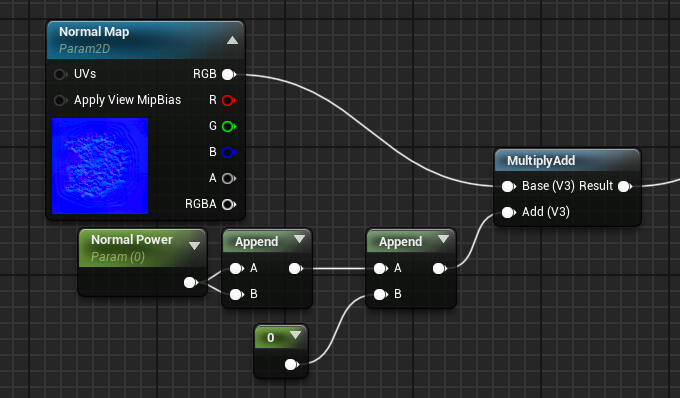 Normal Map
Param2D
UVs
RGB
Apply View MipBias
R
G
B
A
RGBA
MultiplyAdd
Base (V3) Result
Add (V3)
Normal Power
Param (0)
Append
A
B
Append
A
B
0